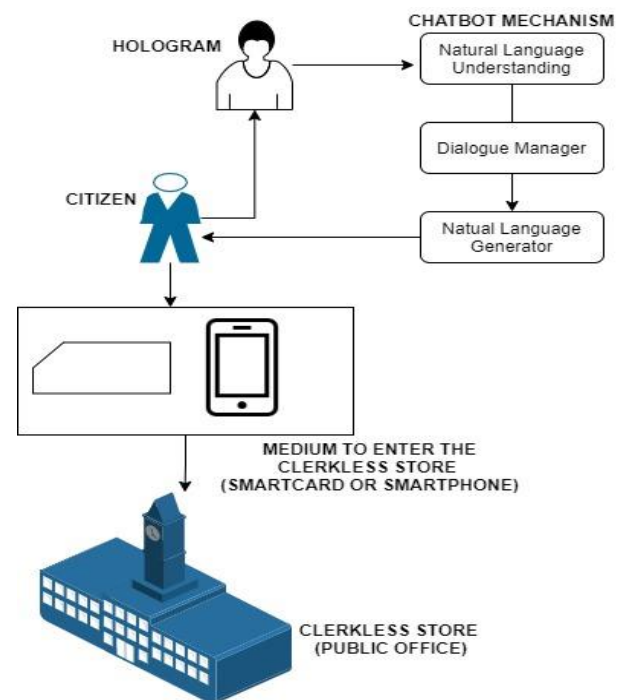 CHATBOT MECHANISM
HOLOGRAM
Natural Language
Understanding
Dialogue Manager
CITIZEN
Natual Language
Generator
MEDIUM TO ENTER THE
CLERKLESS STORE
(SMARTCARD OR SMARTPHONE)
CLERKLESS STORE
(PUBLIC OFFICE)